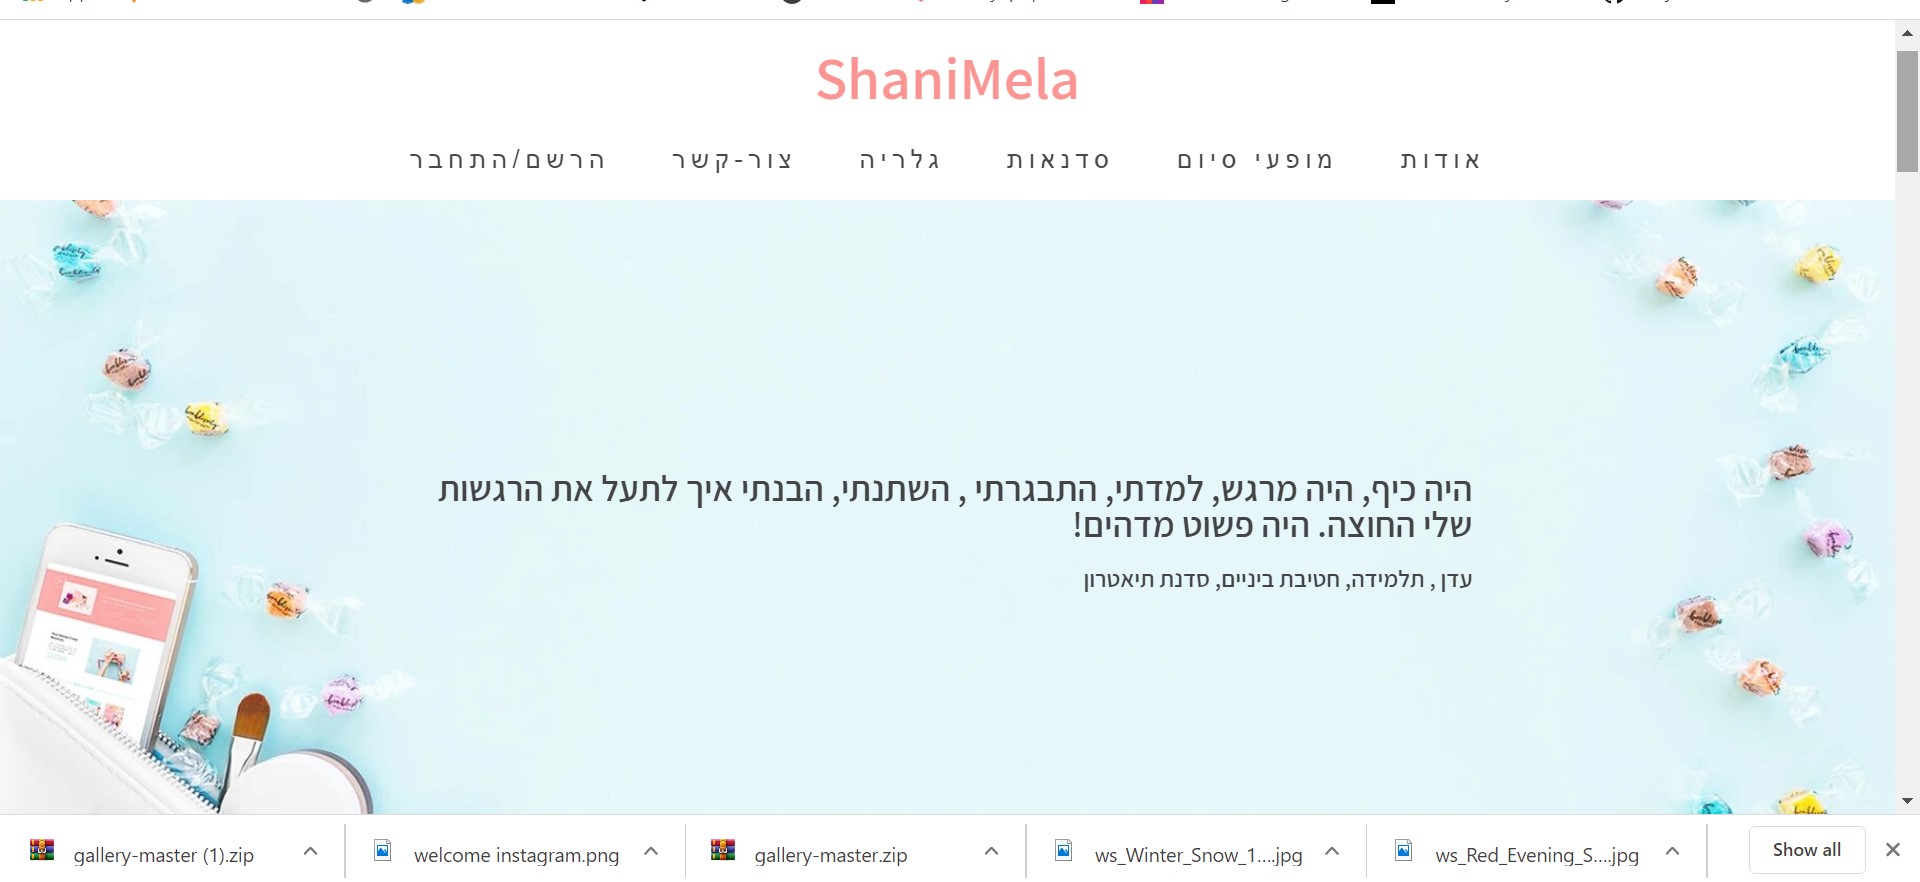 ShaniMela
אודות מופעי סיום סדנאות גלריה צור-קשר הרשם/התחבר
היה כיף, היה מרגש, למדתי, התבגרתי , השתנתי, הבנתי איך לתעל את הרגשות
שלי החוצה. היה פשוט מדהים!
עדן , תלמידה, חטיבת ביניים, סדנת תיאטרון
gallery-master (1).zip welcome instagram.png gallery-master.zip ws_Winter_Snow_1....jpg ws_Red_Evening_S....jpg Show all